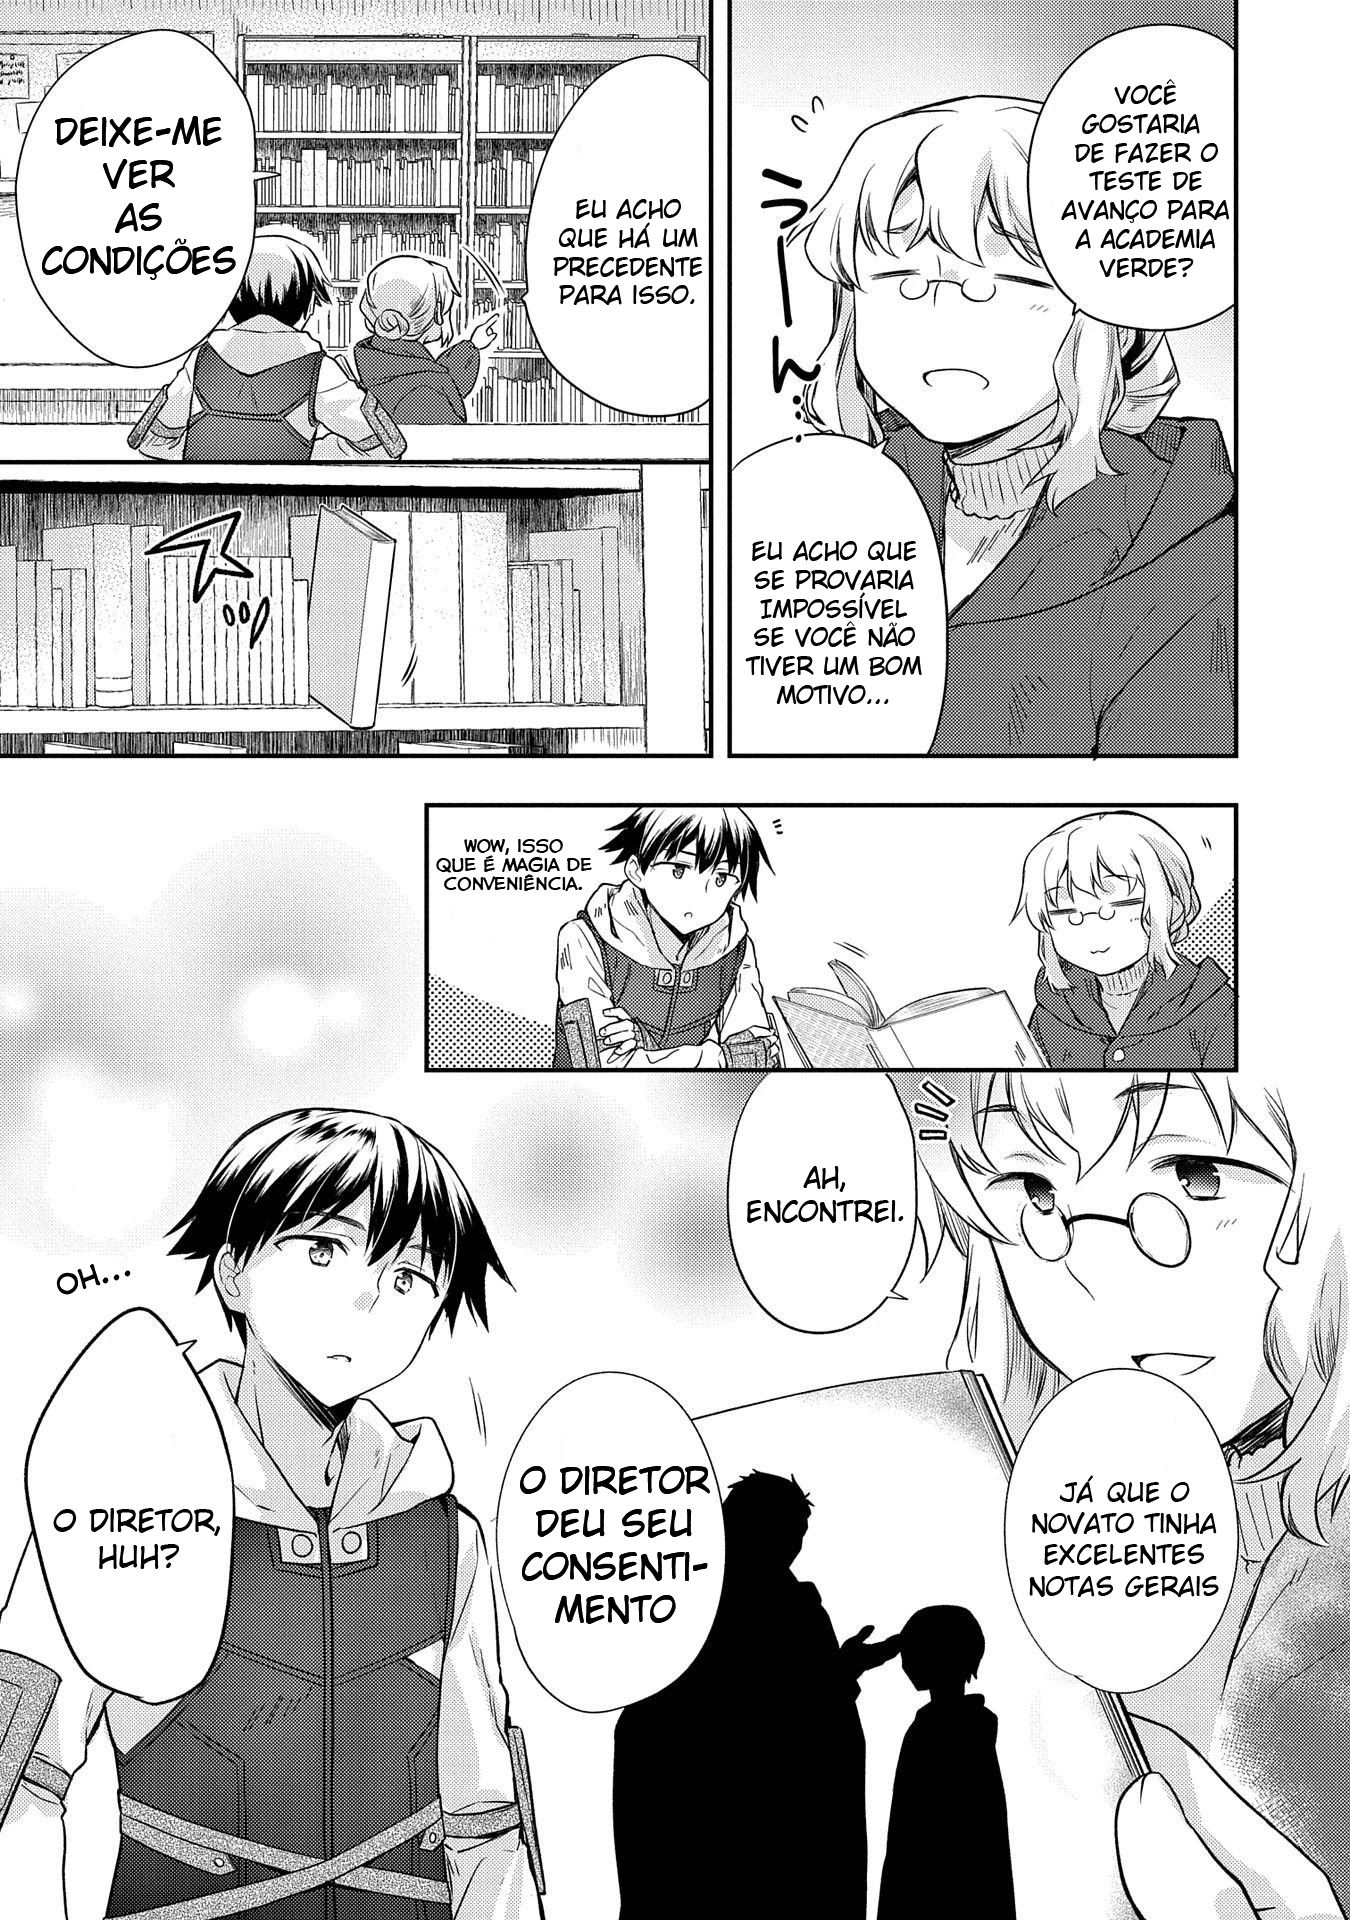 VOCÊ
GOSTARIA
DE FAZER O
TESTE DE
AVANÇO PARA
A ACADEMIA
VERDE?
うーん…
EU ACHO QUE
SE PROVARIA
IMPOSSÍVEL
SE VOCÊ NÃO
TIVER UM BOM
MOTIVO...
EU ACHO
QUE HÁ UM
PRECEDENTE
PARA ISSO.
DEIXE-ME
VER
AS
CONDIÇÕES
WOW, ISSO
QUE É MAGIA DE
CONVENIÊNCIA.
AH,
ENCONTREI.
JÁ QUE O
NOVATO TINHA
EXCELENTES
NOTAS GERAIS
O DIRETOR
DEU SEU
CONSENTI-
MENTO
OH...
O DIRETOR,
HUH?